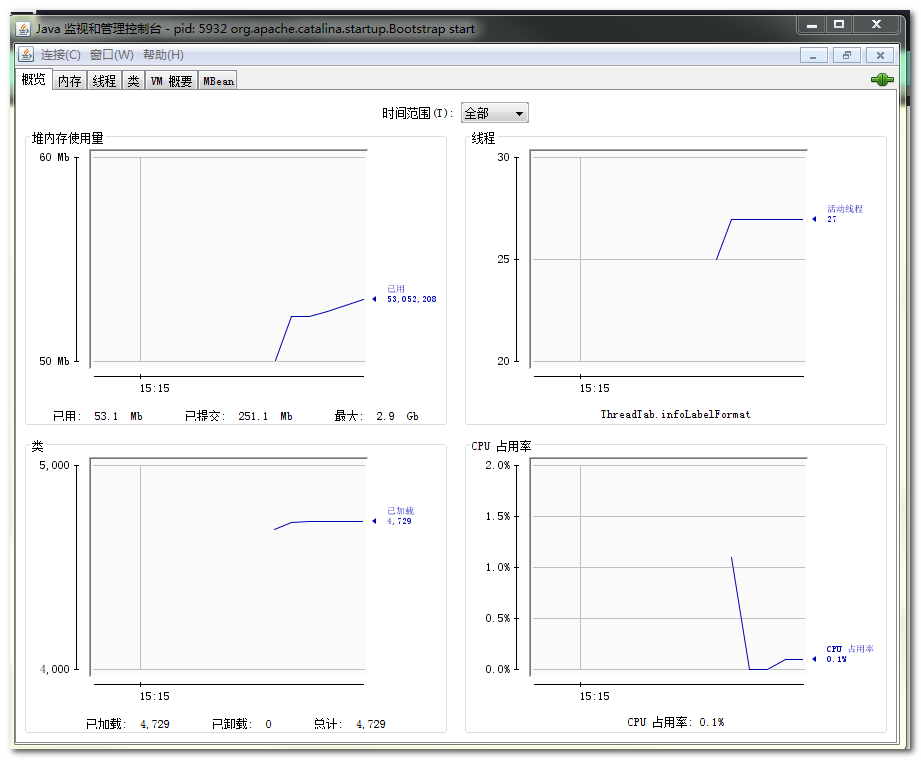 Java 监视和管理控制台 - pid: 5932 org.apache.catalina.startup.Bootstrap start
连接(C) 窗口(W) 帮助(H)
概览 内存 线程 类 VM 概要 MBean
时间范围(T): 全部
堆内存使用量
60 Mb
已用
53,052,208
50 Mb
15:15
已用: 53.1 Mb 已提交: 251.1 Mb 最大: 2.9 Gb
线程
30
活动线程
27
25
20
15:15
ThreadTab.infoLabelFormat
类
5,000
已加载
4,729
4,000
15:15
已加载: 4,729 已卸载: 0 总计: 4,729
CPU 占用率
2.0%
1.5%
1.0%
0.5%
CPU 占用率
0.1%
0.0%
15:15
CPU 占用率: 0.1%